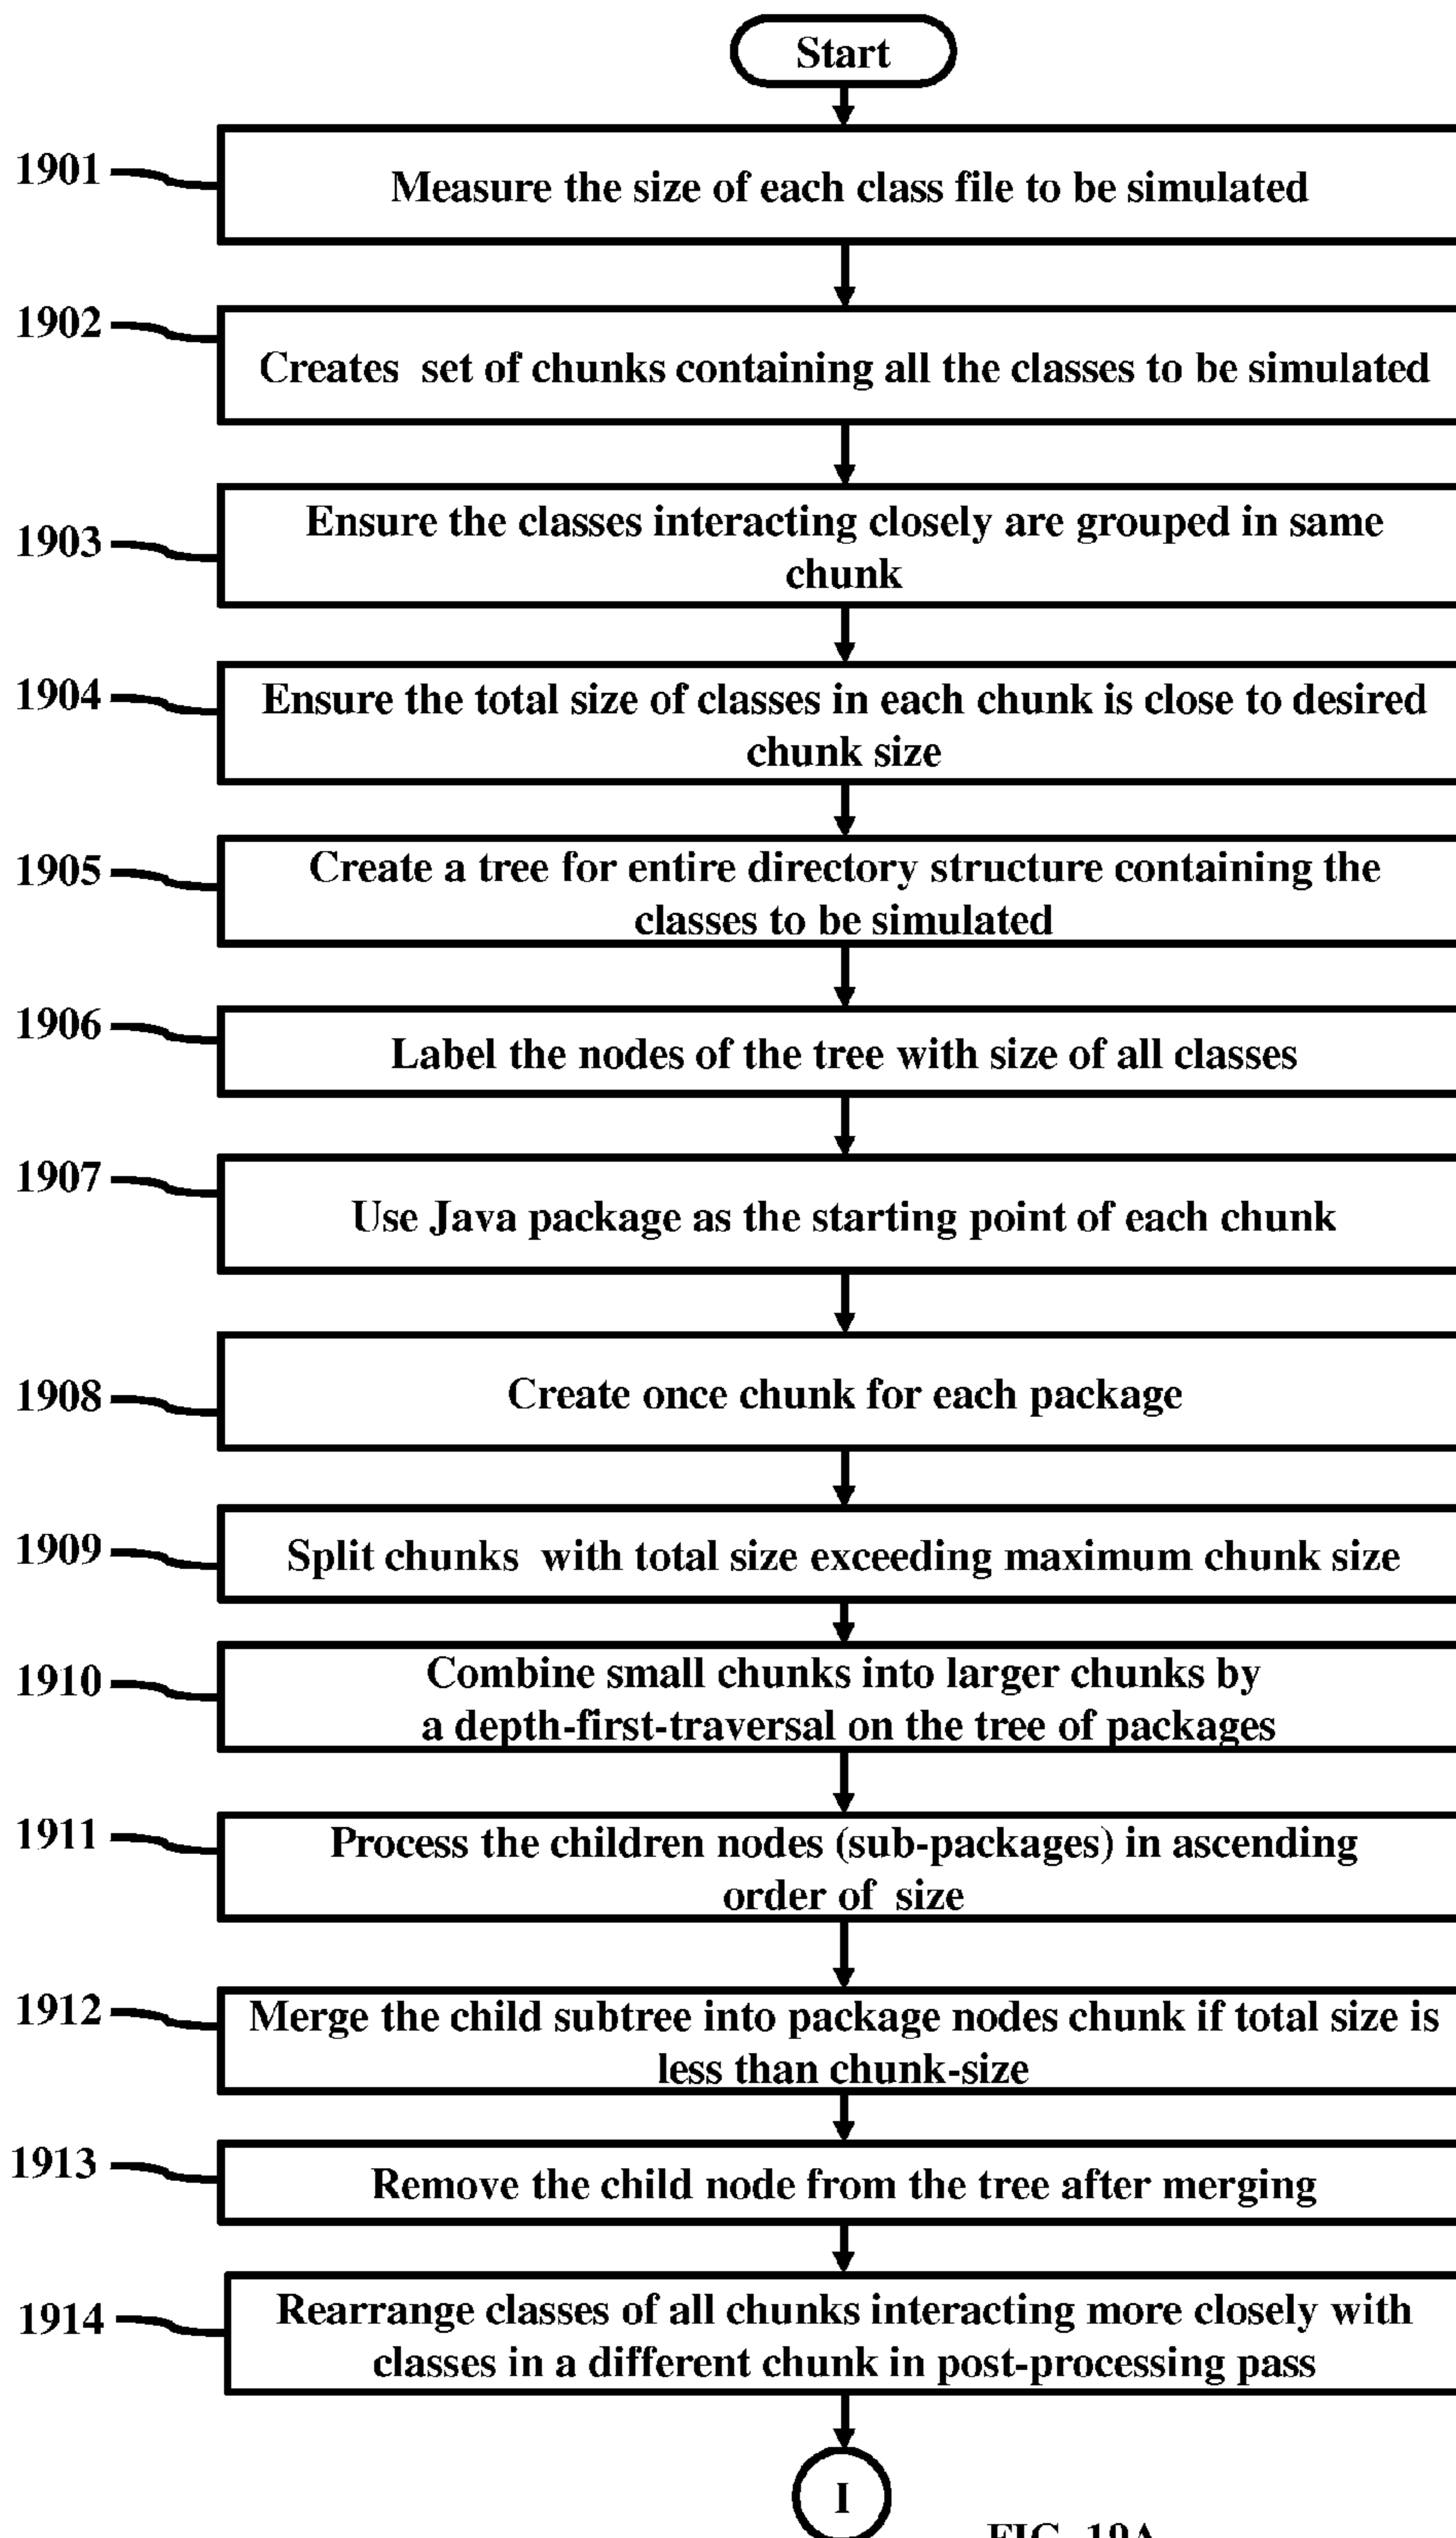 Start
1901
Measure the size of each class file to be simulated
1902
Creates set of chunks containing all the classes to be simulated
1903
Ensure the classes interacting closely are grouped in same
chunk
1904
Ensure the total size of classes in each chunk is close to desired
chunk size
1905
Create a tree for entire directory structure containing the
classes to be simulated
1906
Label the nodes of the tree with size of all classes
1907
Use Java package as the starting point of each chunk
1908
Create once chunk for each package
1909
Split chunks with total size exceeding maximum chunk size
1910
Combine small chunks into larger chunks by
a depth-first-traversal on the tree of packages
1911
Process the children nodes (sub-packages) in ascending
order of size
1912
Merge the child subtree into package nodes chunk if total size is
less than chunk-size
1913
Remove the child node from the tree after merging
1914
Rearrange classes of all chunks interacting more closely with
classes in a different chunk in post-processing pass
I
FIG. 19A